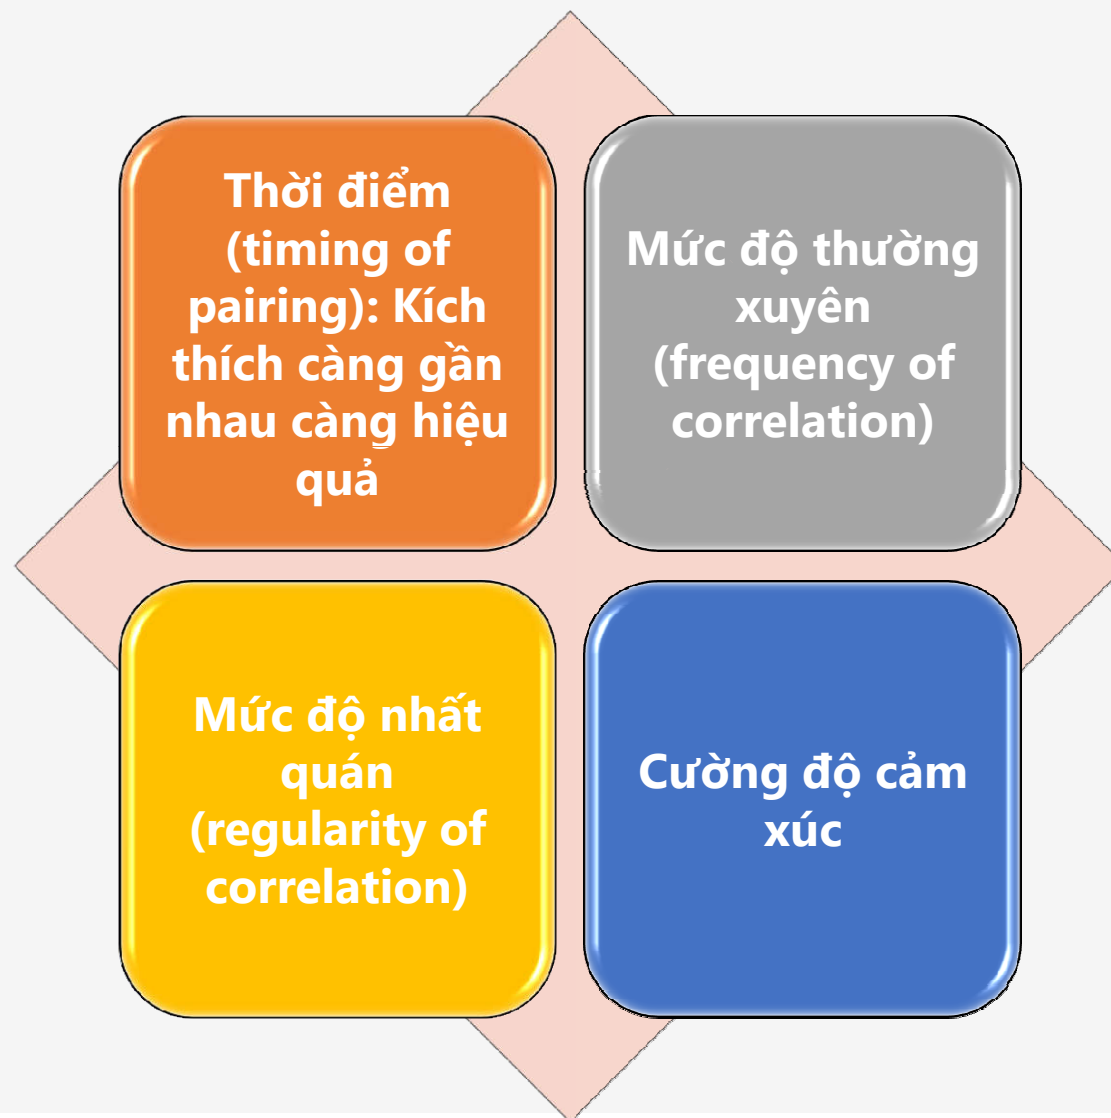 Thời điểm
(timing of
pairing): Kích
thích càng gần
nhau càng hiệu
quả
Mức độ thường
xuyên
(frequency of
correlation)
Mức độ nhất
quán
(regularity of
correlation)
Cường độ cảm
xúc